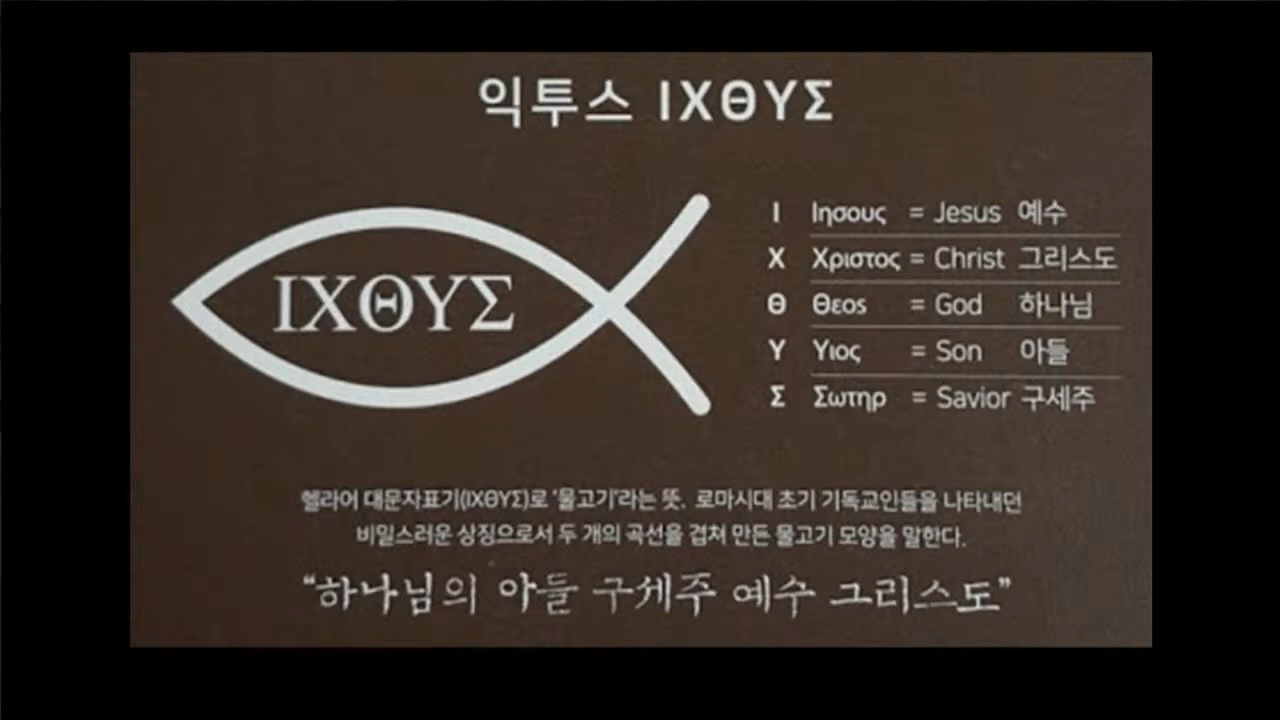 익투스 ΙΧΘΥΣ
ΙΧΘΥΣ
Ι Ιησους = Jesus 예수
Χ Χριστος = Christ 그리스도
Θ Θεος = God 하나님
Υ Υιος = Son 아들
Σ Σωτηρ = Savior 구세주
헬라어 대문자표기(ΙΧΘΥΣ)로 '물고기'라는 뜻. 로마시대 초기 기독교인들을 나타내던
비밀스러운 상징으로서 두 개의 곡선을 겹쳐 만든 물고기 모양을 말한다.
“하나님의 아들 구세주 예수 그리스도”